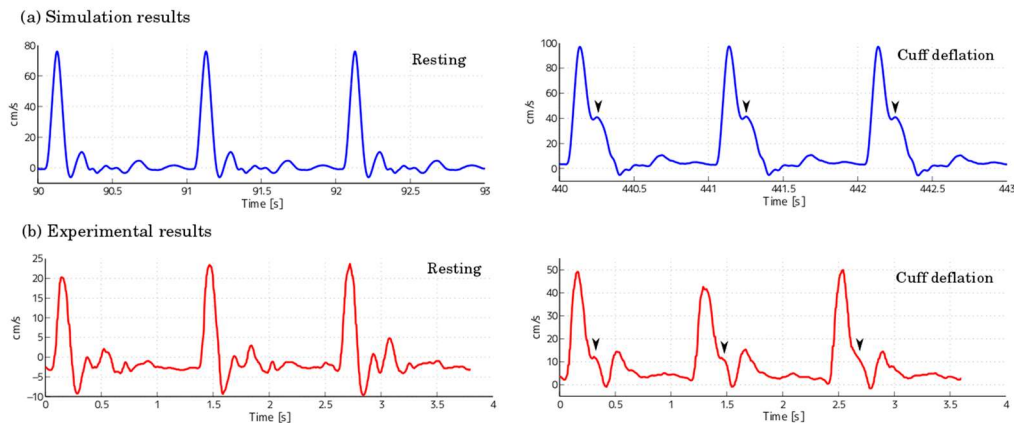 (a) Simulation results
Resting
80
60
40
20
0
cm/s
90 90.5 91 91.5 92 92.5 93
Time [s]
Cuff deflation
100
80
60
40
20
0
cm/s
440 440.5 441 441.5 442 442.5 443
Time [s]
(b) Experimental results
Resting
25
20
15
10
5
0
−5
−10
cm/s
0 0.5 1 1.5 2 2.5 3 3.5 4
Time [s]
Cuff deflation
50
40
30
20
10
0
cm/s
0 0.5 1 1.5 2 2.5 3 3.5 4
Time [s]